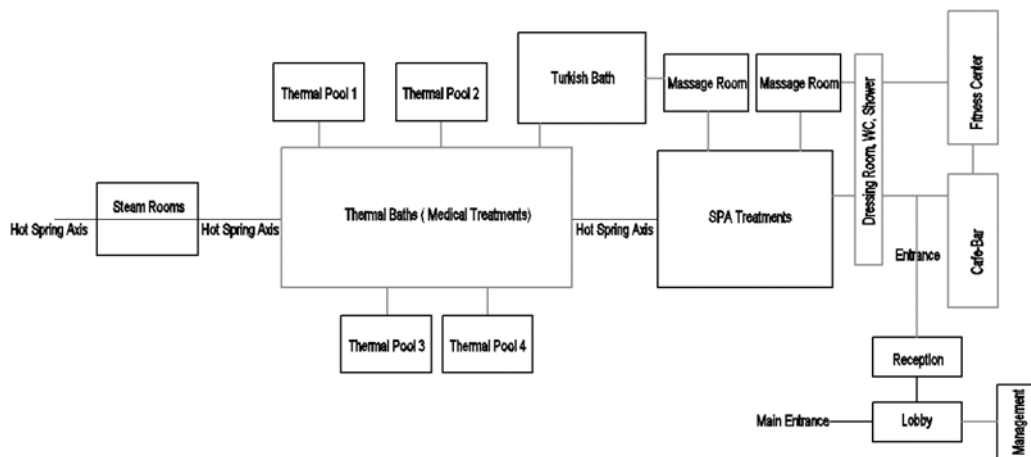 Turkish Bath
Massage Room
Massage Room
Fitness Center
Thermal Pool 1
Thermal Pool 2
Dressing Room, WC, Shower
Steam Rooms
Thermal Baths ( Medical Treatments)
SPA Treatments
Hot Spring Axis
Hot Spring Axis
Hot Spring Axis
Entrance
Cafe-Bar
Thermal Pool 3
Thermal Pool 4
Reception
Main Entrance
Lobby
Management